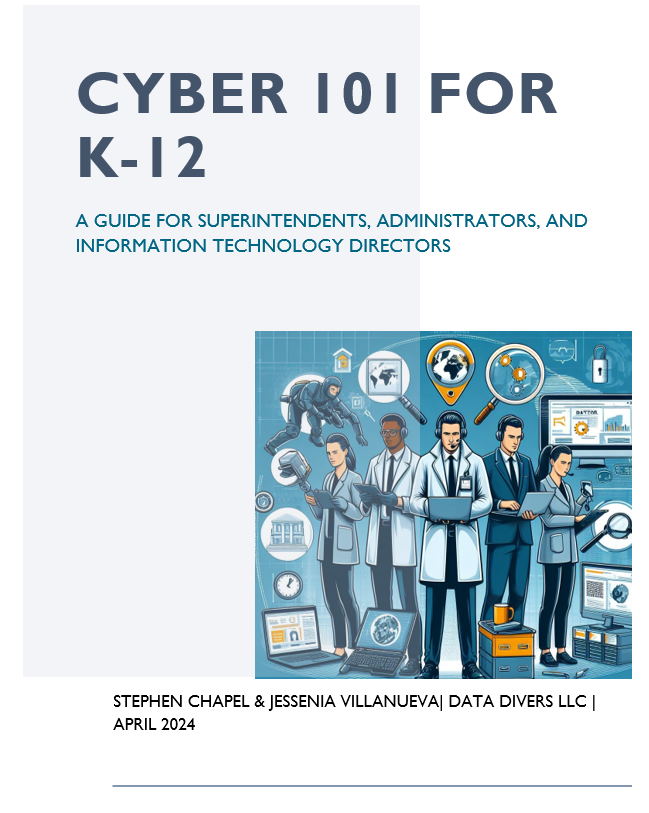 CYBER 101 FOR
K-12
A GUIDE FOR SUPERINTENDENTS, ADMINISTRATORS, AND
INFORMATION TECHNOLOGY DIRECTORS
STEPHEN CHAPEL & JESSENIA VILLANUEVA| DATA DIVERS LLC |
APRIL 2024